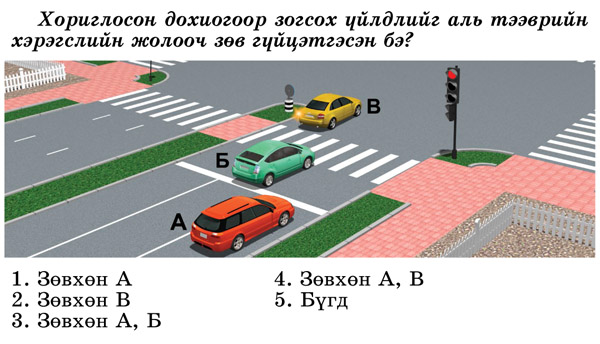 Хориглосон дохиогоор зогсох үйлдлийг аль тээврийн
хэрэгслийн жолооч зөв гүйцэтгэсэн бэ?
В
Б
А
1. Зөвхөн А
2. Зөвхөн В
3. Зөвхөн А, Б
4. Зөвхөн А, В
5. Бүгд